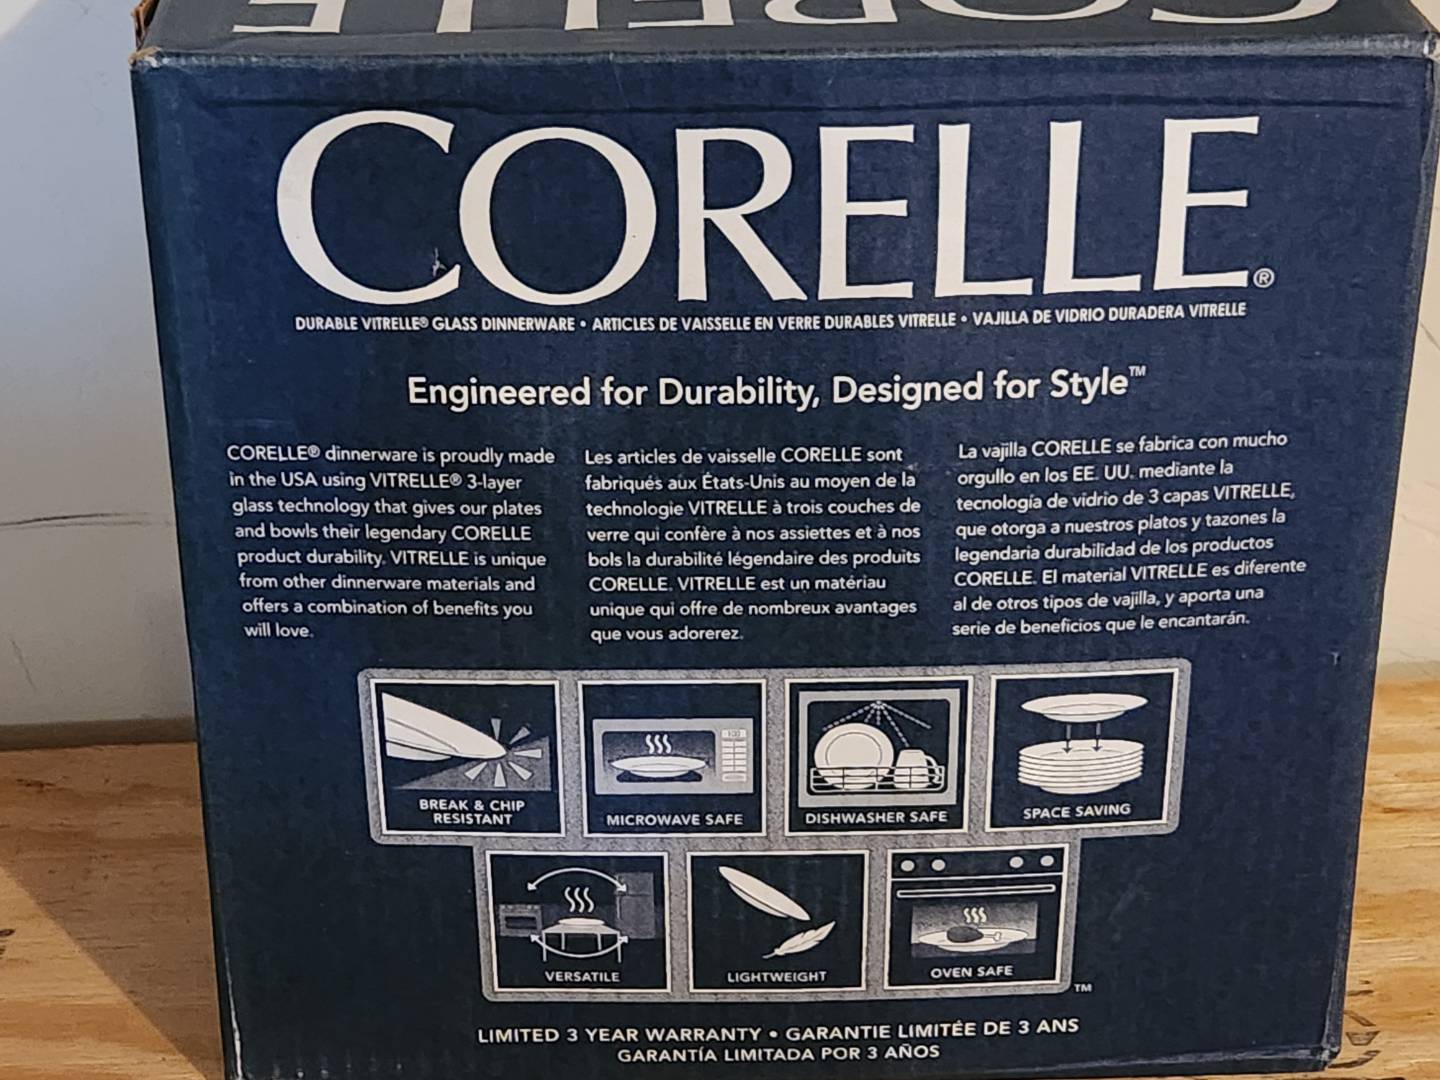 CORELLE
CORELLE®
DURABLE VITRELLE® GLASS DINNERWARE • ARTICLES DE VAISSELLE EN VERRE DURABLES VITRELLE • VAJILLA DE VIDRIO DURADERA VITRELLE
Engineered for Durability, Designed for Style™
CORELLE® dinnerware is proudly made
in the USA using VITRELLE® 3-layer
glass technology that gives our plates
and bowls their legendary CORELLE
product durability. VITRELLE is unique
from other dinnerware materials and
offers a combination of benefits you
will love.
Les articles de vaisselle CORELLE sont
fabriqués aux États-Unis au moyen de la
technologie VITRELLE à trois couches de
verre qui confère à nos assiettes et à nos
bols la durabilité légendaire des produits
CORELLE. VITRELLE est un matériau
unique qui offre de nombreux avantages
que vous adorerez.
La vajilla CORELLE se fabrica con mucho
orgullo en los EE. UU. mediante la
tecnología de vidrio de 3 capas VITRELLE,
que otorga a nuestros platos y tazones la
legendaria durabilidad de los productos
CORELLE. El material VITRELLE es diferente
al de otros tipos de vajilla, y aporta una
serie de beneficios que le encantarán.
BREAK & CHIP
RESISTANT
MICROWAVE SAFE
DISHWASHER SAFE
SPACE SAVING
VERSATILE
LIGHTWEIGHT
OVEN SAFE
™
LIMITED 3 YEAR WARRANTY • GARANTIE LIMITÉE DE 3 ANS
GARANTÍA LIMITADA POR 3 AÑOS